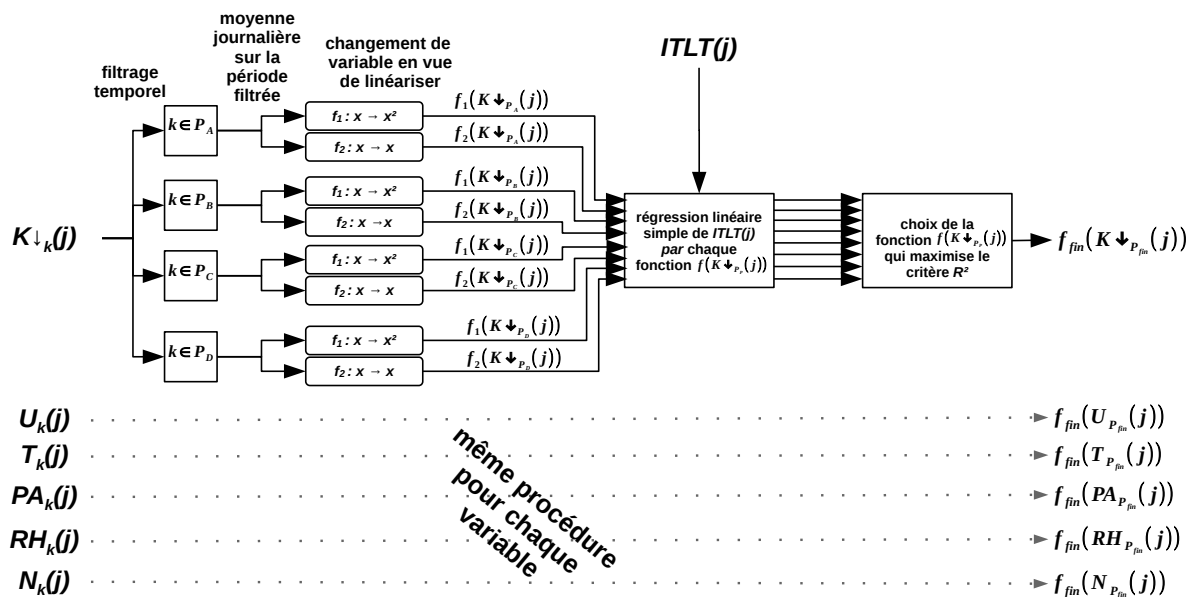 moyenne
journalière
sur la
période
filtrée
changement de
variable en vue
de linéariser
filtrage
temporel
ITLT(j)
K↓k(j)
k∈P_A
f₁: x → x²
f₁(K↓_{P_A}(j))
f₂: x → x
f₂(K↓_{P_A}(j))
k∈P_B
f₁: x → x²
f₁(K↓_{P_B}(j))
f₂: x →x
f₂(K↓_{P_B}(j))
k∈P_C
f₁: x → x²
f₁(K↓_{P_C}(j))
f₂: x → x
f₂(K↓_{P_C}(j))
k∈P_D
f₁: x → x²
f₁(K↓_{P_D}(j))
f₂: x → x
f₂(K↓_{P_D}(j))
régression linéaire
simple de ITLT(j)
par chaque
fonction f(K↓_{P_P}(j))
choix de la
fonction f(K↓_{P_P}(j))
qui maximise le
critère R²
f_fin(K↓_{P_fin}(j))
U_k(j)
f_fin(U_{P_fin}(j))
T_k(j)
f_fin(T_{P_fin}(j))
PA_k(j)
f_fin(PA_{P_fin}(j))
RH_k(j)
f_fin(RH_{P_fin}(j))
N_k(j)
f_fin(N_{P_fin}(j))
même procédure
pour chaque
variable